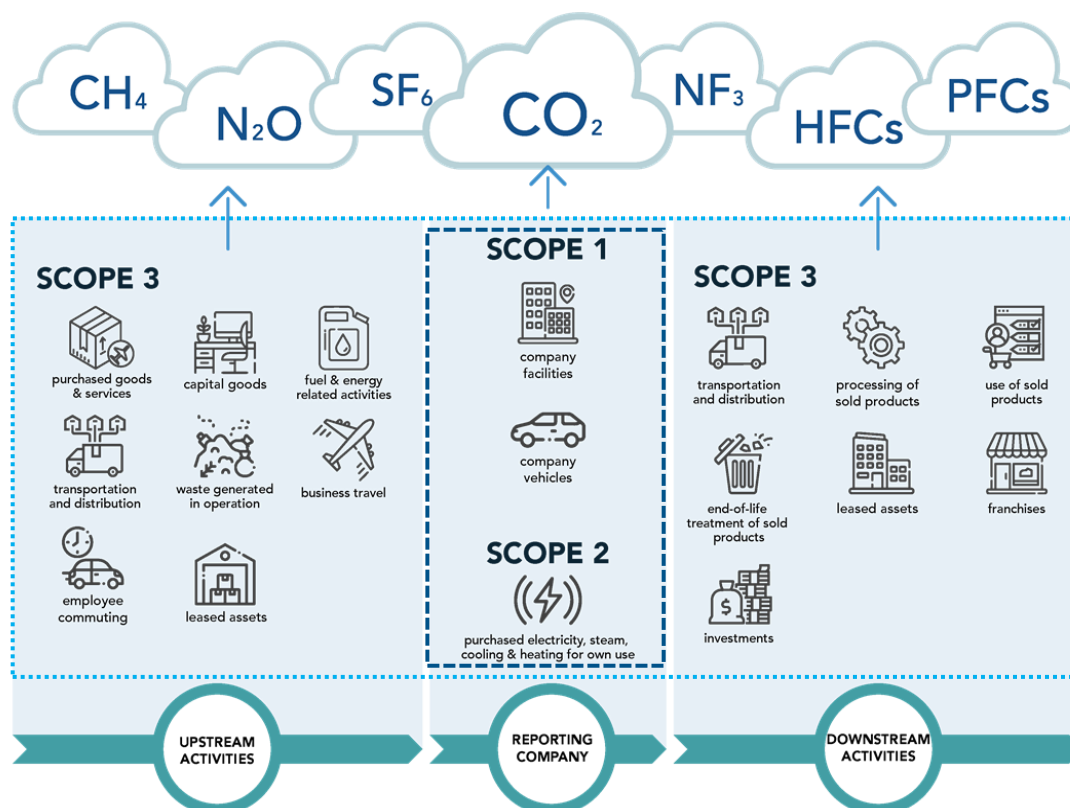 CH₄
N₂O
SF₆
CO₂
NF₃
HFCs
PFCs
SCOPE 3
purchased goods
& services
capital goods
fuel & energy
related activities
transportation
and distribution
waste generated
in operation
business travel
employee
commuting
leased assets
SCOPE 1
company
facilities
company
vehicles
SCOPE 2
purchased electricity, steam,
cooling & heating for own use
SCOPE 3
transportation
and distribution
processing of
sold products
use of sold
products
end-of-life
treatment of sold
products
leased assets
franchises
$
investments
UPSTREAM
ACTIVITIES
REPORTING
COMPANY
DOWNSTREAM
ACTIVITIES